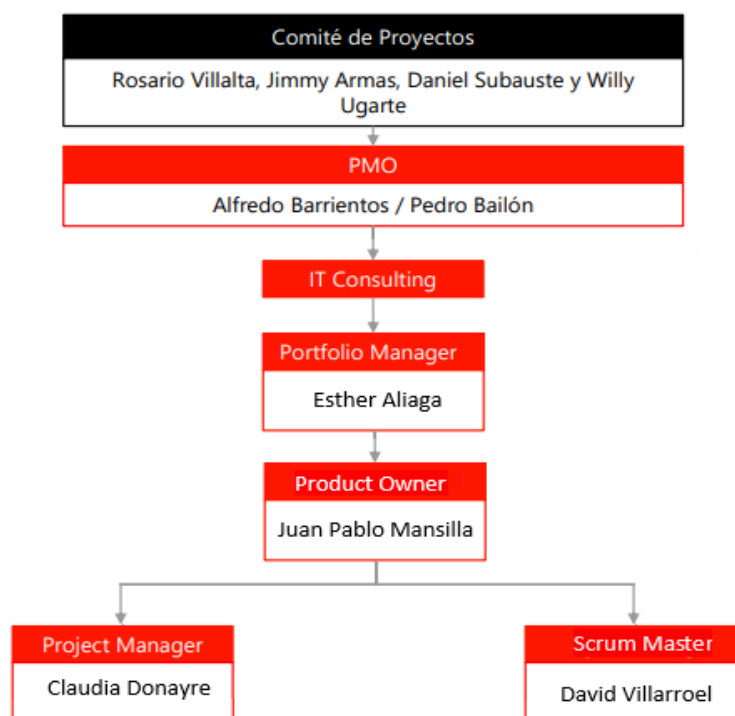 Comité de Proyectos
Rosario Villalta, Jimmy Armas, Daniel Subauste y Willy
Ugarte
PMO
Alfredo Barrientos / Pedro Bailón
IT Consulting
Portfolio Manager
Esther Aliaga
Product Owner
Juan Pablo Mansilla
Project Manager
Claudia Donayre
Scrum Master
David Villarroel